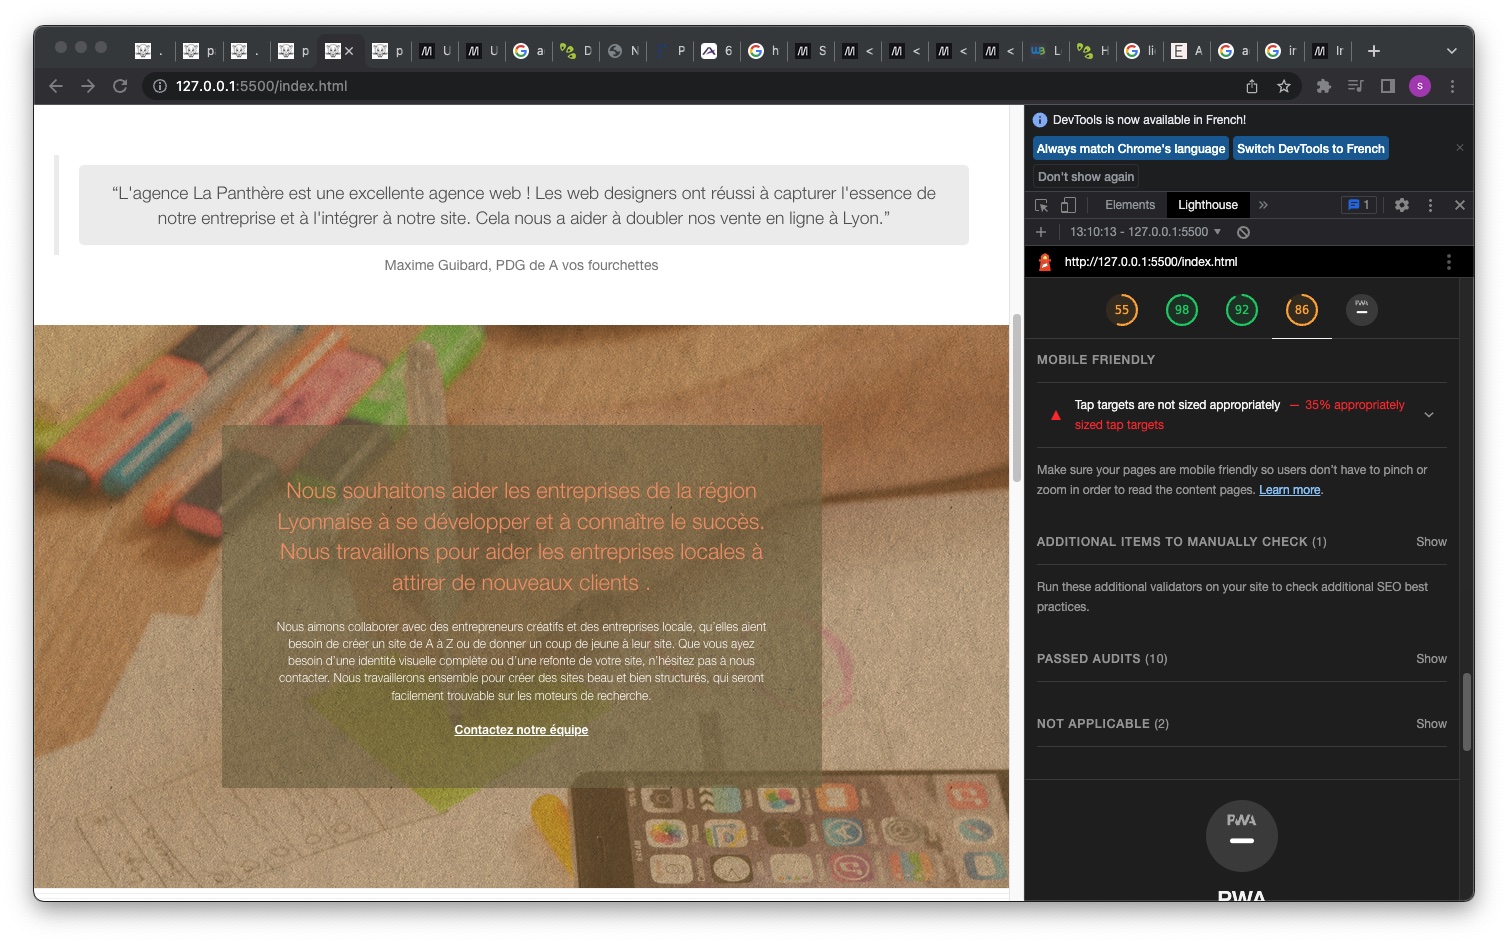 . p . p p U U a D N P 6 h S < < < < L H li A a ir Ir
127.0.0.1:5500/index.html
S
“L'agence La Panthère est une excellente agence web ! Les web designers ont réussi à capturer l'essence de
notre entreprise et à l'intégrer à notre site. Cela nous a aider à doubler nos vente en ligne à Lyon.”
Maxime Guibard, PDG de A vos fourchettes
Nous souhaitons aider les entreprises de la région
Lyonnaise à se développer et à connaître le succès.
Nous travaillons pour aider les entreprises locales à
attirer de nouveaux clients .
Nous aimons collaborer avec des entrepreneurs créatifs et des entreprises locale, qu’elles aient
besoin de créer un site de A à Z ou de donner un coup de jeune à leur site. Que vous ayez
besoin d’une identité visuelle complète ou d’une refonte de votre site, n’hésitez pas à nous
contacter. Nous travaillerons ensemble pour créer des sites beau et bien structurés, qui seront
facilement trouvable sur les moteurs de recherche.
Contactez notre équipe
DevTools is now available in French!
Always match Chrome's language Switch DevTools to French
Don't show again
Elements Lighthouse 1
13:10:13 - 127.0.0.1:5500
http://127.0.0.1:5500/index.html
55 98 92 86 PWA
MOBILE FRIENDLY
Tap targets are not sized appropriately — 35% appropriately
sized tap targets
Make sure your pages are mobile friendly so users don’t have to pinch or
zoom in order to read the content pages. Learn more.
ADDITIONAL ITEMS TO MANUALLY CHECK (1) Show
Run these additional validators on your site to check additional SEO best
practices.
PASSED AUDITS (10) Show
NOT APPLICABLE (2) Show
PWA
PWA